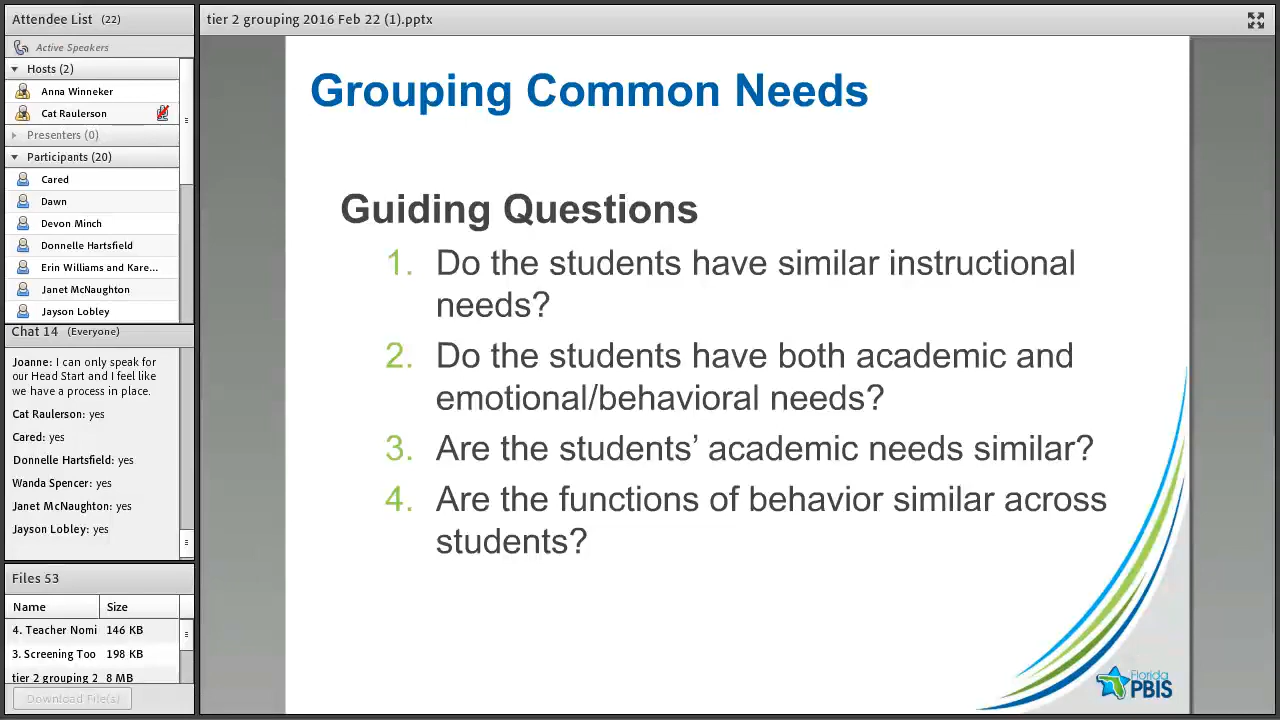 Attendee List (22)
Active Speakers
Hosts (2)
Anna Winneker
Cat Raulerson
Presenters (0)
Participants (20)
Cared
Dawn
Devon Minch
Donnelle Hartsfield
Erin Williams and Kare...
Janet McNaughton
Jayson Lobley
Chat 14 (Everyone)
Joanne: I can only speak for
our Head Start and I feel like
we have a process in place.
Cat Raulerson: yes
Cared: yes
Donnelle Hartsfield: yes
Wanda Spencer: yes
Janet McNaughton: yes
Jayson Lobley: yes
Files 53
Name Size
4. Teacher Nomi 146 KB
3. Screening Too 198 KB
tier 2 grouping 2 8 MB
Download File(s)
tier 2 grouping 2016 Feb 22 (1).pptx
Grouping Common Needs
Guiding Questions
1. Do the students have similar instructional
needs?
2. Do the students have both academic and
emotional/behavioral needs?
3. Are the students’ academic needs similar?
4. Are the functions of behavior similar across
students?
Florida
PBIS